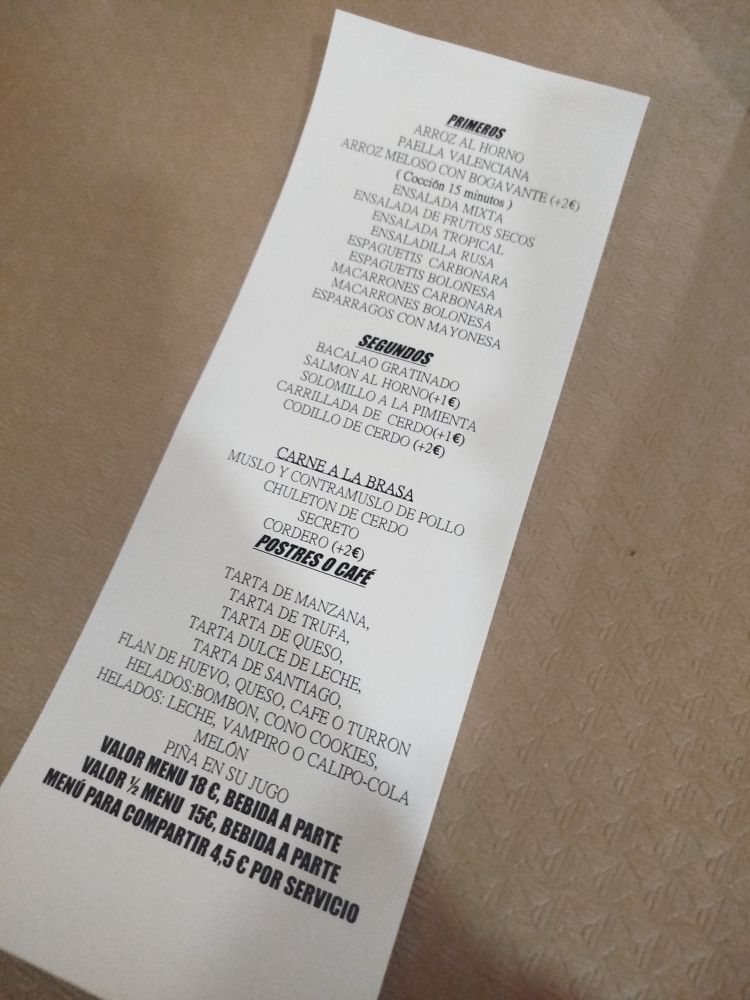 PRIMEROS
ARROZ AL HORNO
PAELLA VALENCIANA
ARROZ MELOSO CON BOGAVANTE (+2€)
( Cocción 15 minutos )
ENSALADA MIXTA
ENSALADA DE FRUTOS SECOS
ENSALADA TROPICAL
ENSALADILLA RUSA
ESPAGUETIS CARBONARA
ESPAGUETIS BOLOÑESA
MACARRONES CARBONARA
MACARRONES BOLOÑESA
ESPARRAGOS CON MAYONESA
SEGUNDOS
BACALAO GRATINADO
SALMON AL HORNO(+1€)
SOLOMILLO A LA PIMIENTA
CARRILLADA DE CERDO(+1€)
CODILLO DE CERDO (+2€)
CARNE A LA BRASA
MUSLO Y CONTRAMUSLO DE POLLO
CHULETON DE CERDO
SECRETO
CORDERO (+2€)
POSTRES O CAFÉ
TARTA DE MANZANA,
TARTA DE TRUFA,
TARTA DE QUESO,
TARTA DULCE DE LECHE,
TARTA DE SANTIAGO,
FLAN DE HUEVO, QUESO, CAFE O TURRON
HELADOS:BOMBON, CONO COOKIES,
HELADOS: LECHE, VAMPIRO O CALIPO-COLA
MELÓN
PIÑA EN SU JUGO
VALOR MENU 18 €, BEBIDA A PARTE
VALOR ½ MENU 15€, BEBIDA A PARTE
MENÚ PARA COMPARTIR 4,5 € POR SERVICIO